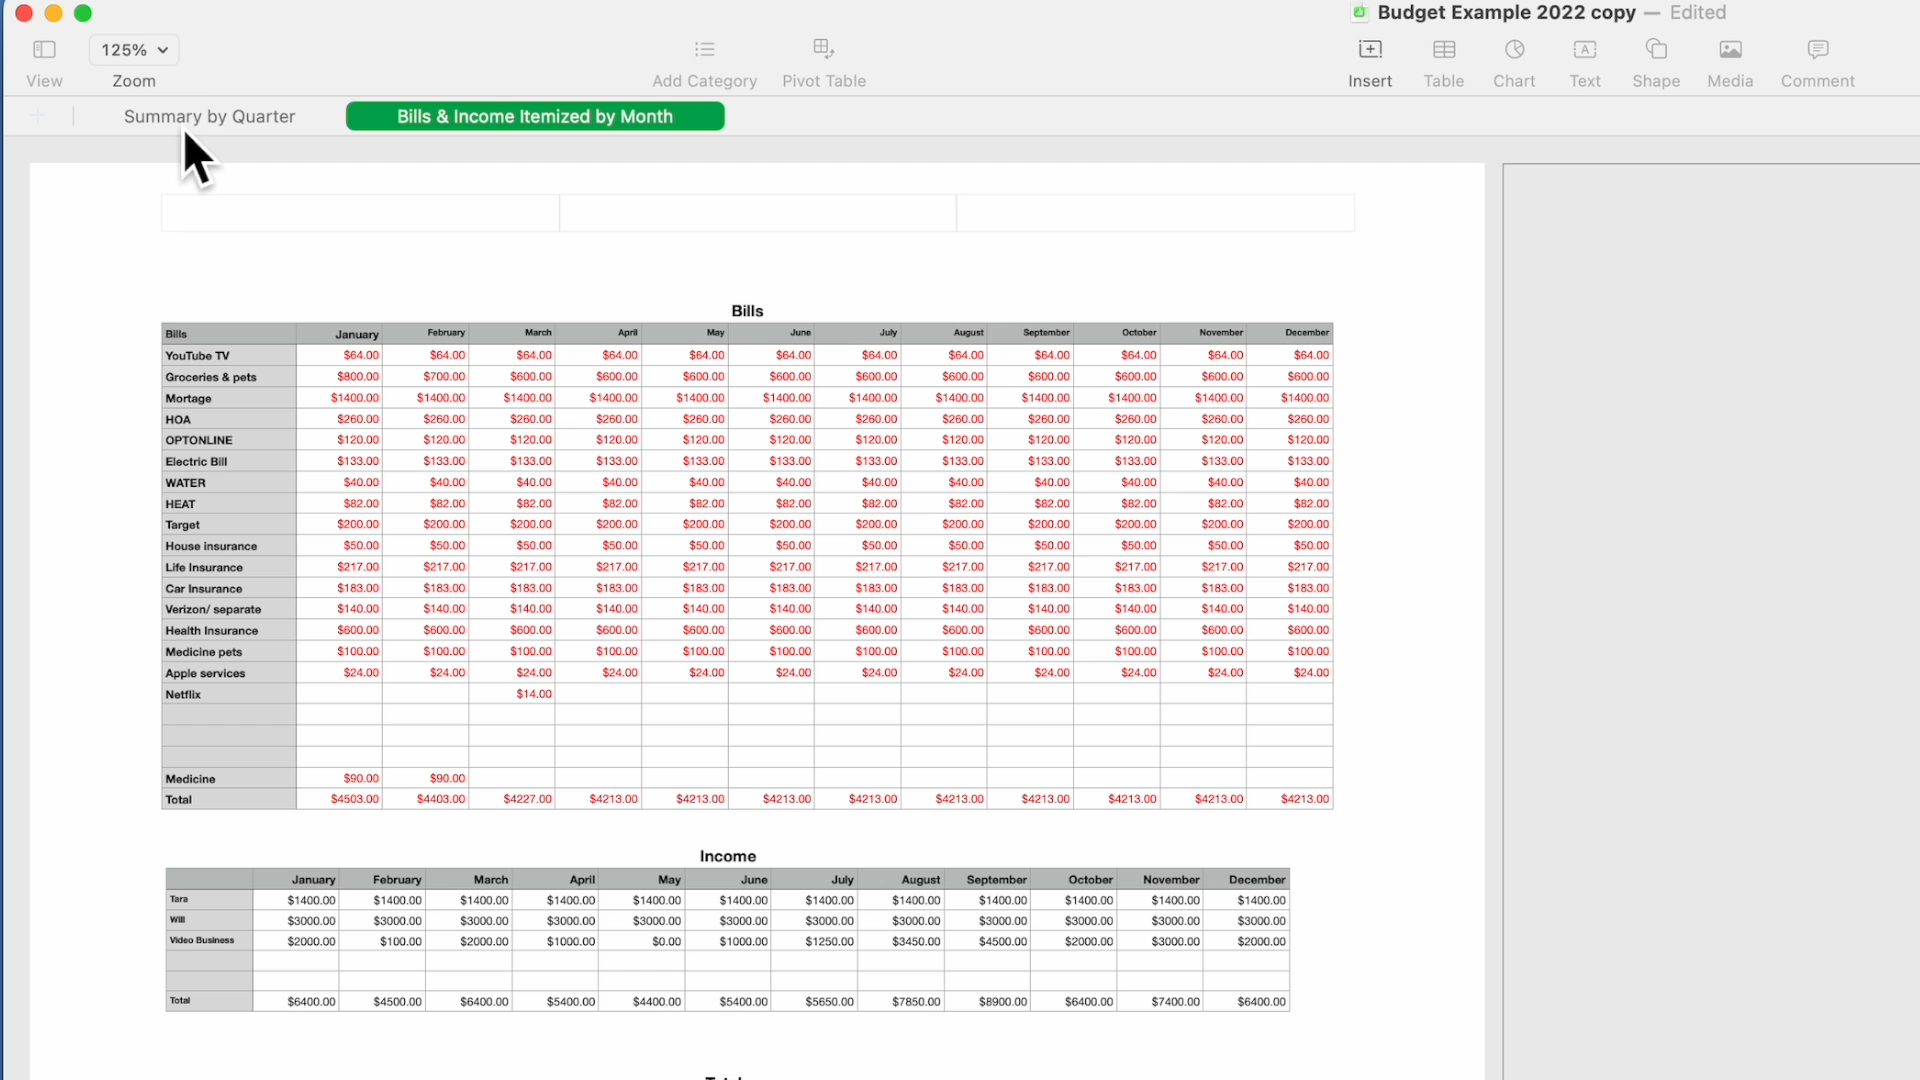 Budget Example 2022 copy — Edited
125%
View Zoom Add Category Pivot Table Insert Table Chart Text Shape Media Comment
Summary by Quarter Bills & Income Itemized by Month
Bills
Bills January February March April May June July August September October November December
YouTube TV $64.00 $64.00 $64.00 $64.00 $64.00 $64.00 $64.00 $64.00 $64.00 $64.00 $64.00 $64.00
Groceries & pets $800.00 $700.00 $600.00 $600.00 $600.00 $600.00 $600.00 $600.00 $600.00 $600.00 $600.00 $600.00
Mortage $1400.00 $1400.00 $1400.00 $1400.00 $1400.00 $1400.00 $1400.00 $1400.00 $1400.00 $1400.00 $1400.00 $1400.00
HOA $260.00 $260.00 $260.00 $260.00 $260.00 $260.00 $260.00 $260.00 $260.00 $260.00 $260.00 $260.00
OPTONLINE $120.00 $120.00 $120.00 $120.00 $120.00 $120.00 $120.00 $120.00 $120.00 $120.00 $120.00 $120.00
Electric Bill $133.00 $133.00 $133.00 $133.00 $133.00 $133.00 $133.00 $133.00 $133.00 $133.00 $133.00 $133.00
WATER $40.00 $40.00 $40.00 $40.00 $40.00 $40.00 $40.00 $40.00 $40.00 $40.00 $40.00 $40.00
HEAT $82.00 $82.00 $82.00 $82.00 $82.00 $82.00 $82.00 $82.00 $82.00 $82.00 $82.00 $82.00
Target $200.00 $200.00 $200.00 $200.00 $200.00 $200.00 $200.00 $200.00 $200.00 $200.00 $200.00 $200.00
House insurance $50.00 $50.00 $50.00 $50.00 $50.00 $50.00 $50.00 $50.00 $50.00 $50.00 $50.00 $50.00
Life Insurance $217.00 $217.00 $217.00 $217.00 $217.00 $217.00 $217.00 $217.00 $217.00 $217.00 $217.00 $217.00
Car Insurance $183.00 $183.00 $183.00 $183.00 $183.00 $183.00 $183.00 $183.00 $183.00 $183.00 $183.00 $183.00
Verizon/ separate $140.00 $140.00 $140.00 $140.00 $140.00 $140.00 $140.00 $140.00 $140.00 $140.00 $140.00 $140.00
Health Insurance $600.00 $600.00 $600.00 $600.00 $600.00 $600.00 $600.00 $600.00 $600.00 $600.00 $600.00 $600.00
Medicine pets $100.00 $100.00 $100.00 $100.00 $100.00 $100.00 $100.00 $100.00 $100.00 $100.00 $100.00 $100.00
Apple services $24.00 $24.00 $24.00 $24.00 $24.00 $24.00 $24.00 $24.00 $24.00 $24.00 $24.00 $24.00
Netflix $14.00
Medicine $90.00 $90.00
Total $4503.00 $4403.00 $4227.00 $4213.00 $4213.00 $4213.00 $4213.00 $4213.00 $4213.00 $4213.00 $4213.00 $4213.00
Income
January February March April May June July August September October November December
Tara $1400.00 $1400.00 $1400.00 $1400.00 $1400.00 $1400.00 $1400.00 $1400.00 $1400.00 $1400.00 $1400.00 $1400.00
Will $3000.00 $3000.00 $3000.00 $3000.00 $3000.00 $3000.00 $3000.00 $3000.00 $3000.00 $3000.00 $3000.00 $3000.00
Video Business $2000.00 $100.00 $2000.00 $1000.00 $0.00 $1000.00 $1250.00 $3450.00 $4500.00 $2000.00 $3000.00 $2000.00
Total $6400.00 $4500.00 $6400.00 $5400.00 $4400.00 $5400.00 $5650.00 $7850.00 $8900.00 $6400.00 $7400.00 $6400.00